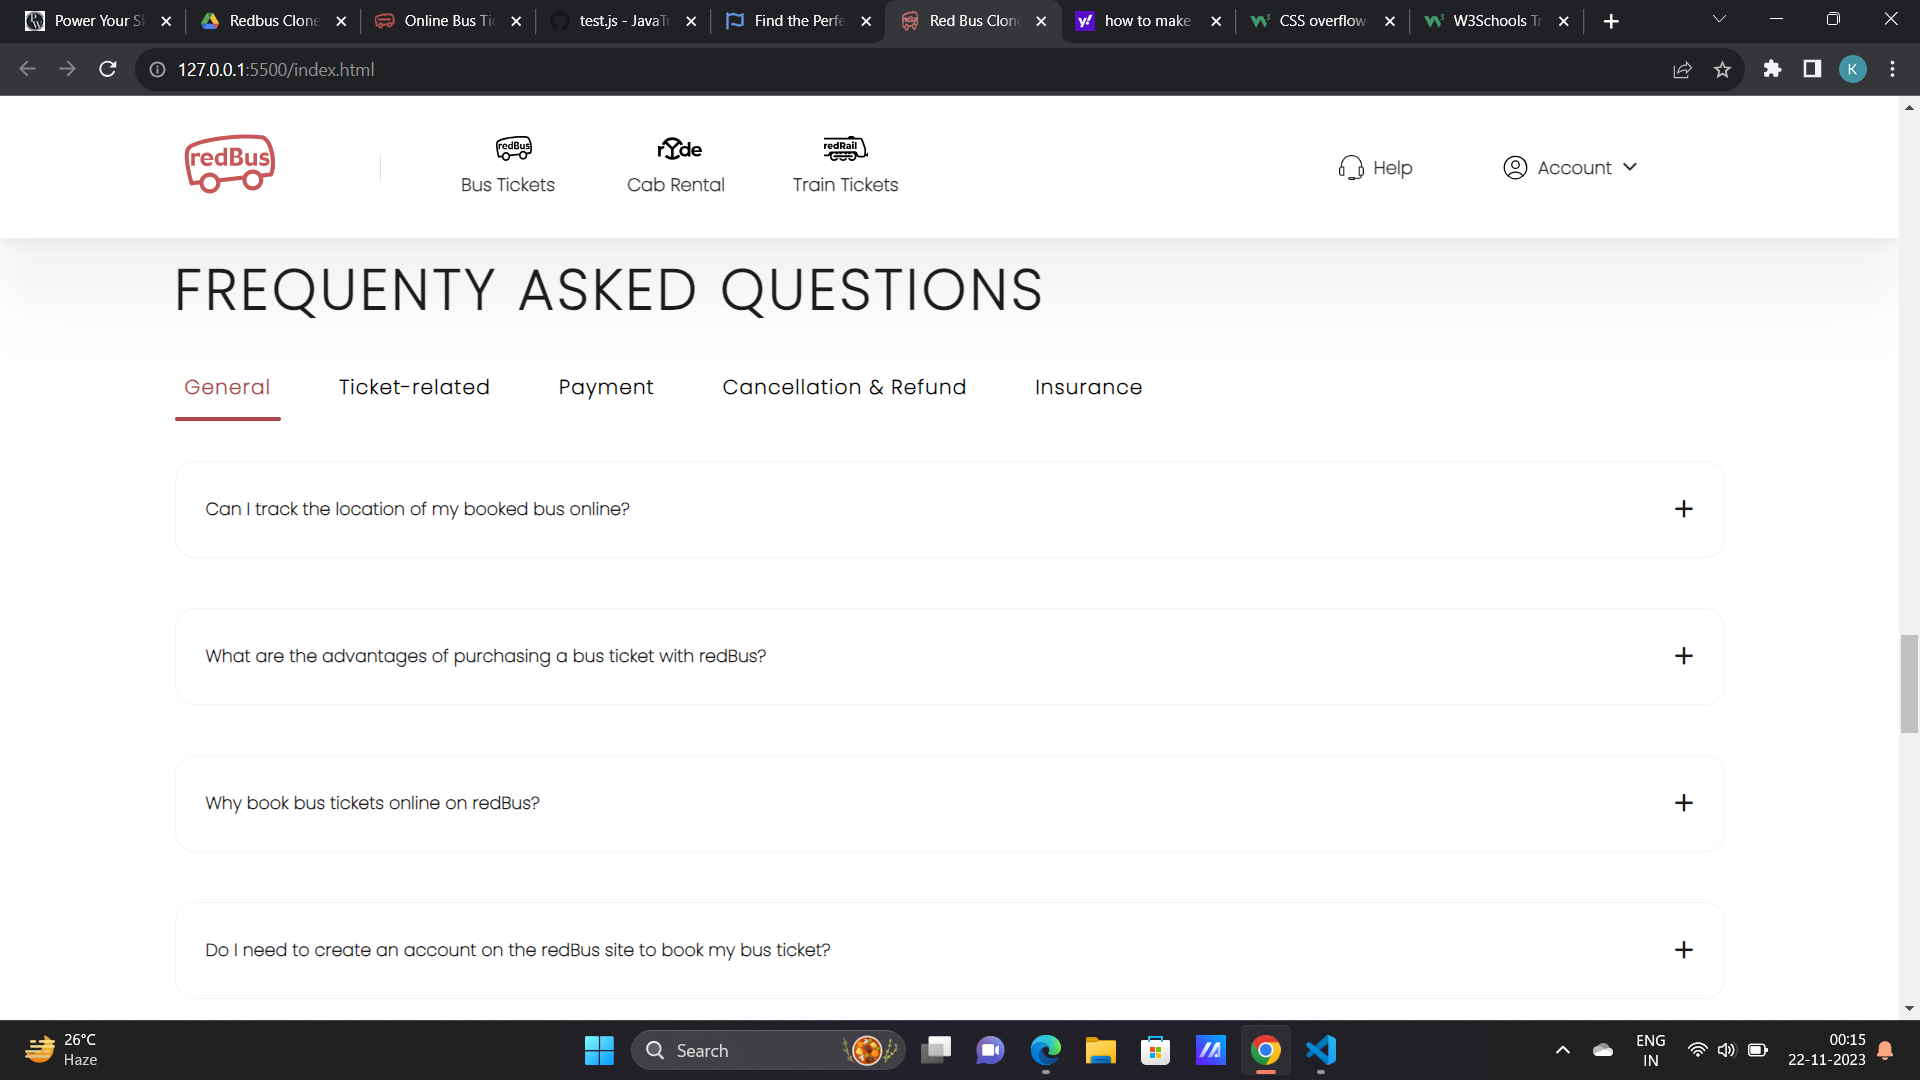 Power Your Sk
Redbus Clone
Online Bus Tic
test.js - JavaTr
Find the Perfe
Red Bus Clone
how to make
CSS overflow
W3Schools Tr
127.0.0.1:5500/index.html
K
redBus
redBus
Bus Tickets
rYde
Cab Rental
redRail
Train Tickets
Help
Account
FREQUENTY ASKED QUESTIONS
General Ticket-related Payment Cancellation & Refund Insurance
Can I track the location of my booked bus online? +
What are the advantages of purchasing a bus ticket with redBus? +
Why book bus tickets online on redBus? +
Do I need to create an account on the redBus site to book my bus ticket? +
26°C
Haze
Search
ENG
IN
00:15
22-11-2023